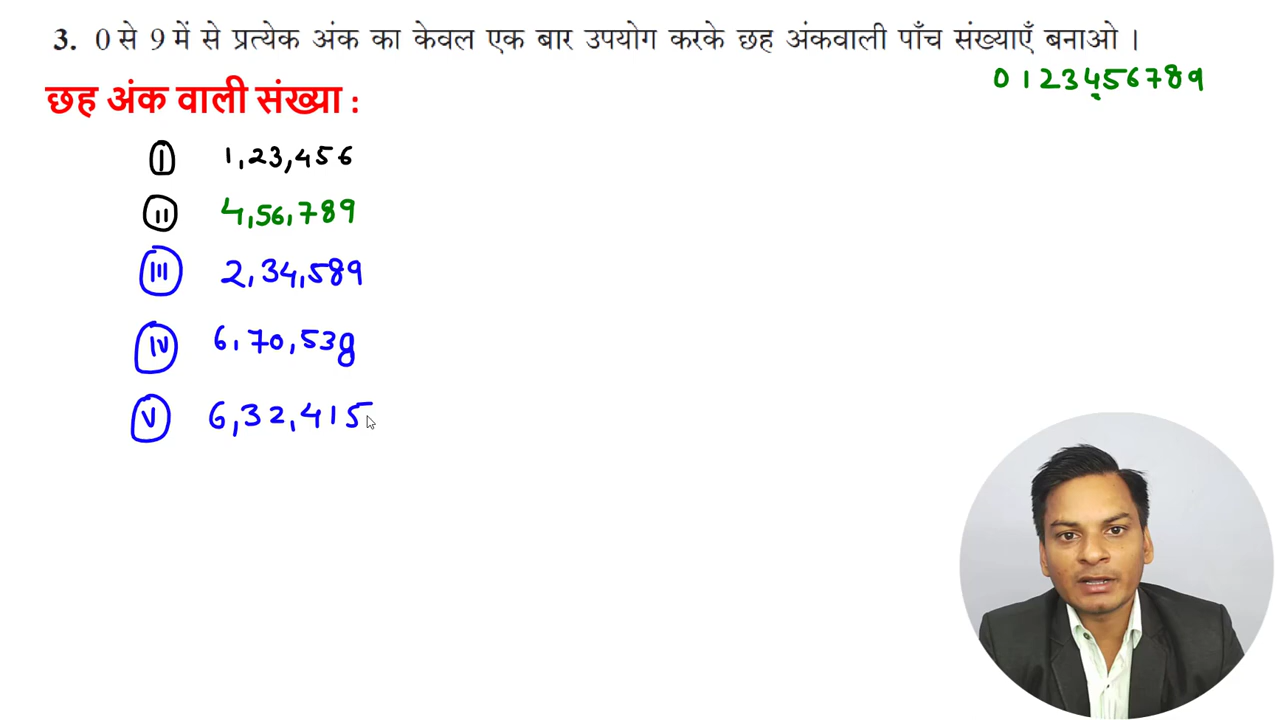 3. 0 से 9 में से प्रत्येक अंक का केवल एक बार उपयोग करके छह अंकवाली पाँच संख्याएँ बनाओ ।
0 1 2 3 4 5 6 7 8 9
छह अंक वाली संख्या :
(I) 1,23,456
(II) 4,56,789
(III) 2,34,589
(IV) 6,70,538
(V) 6,32,415